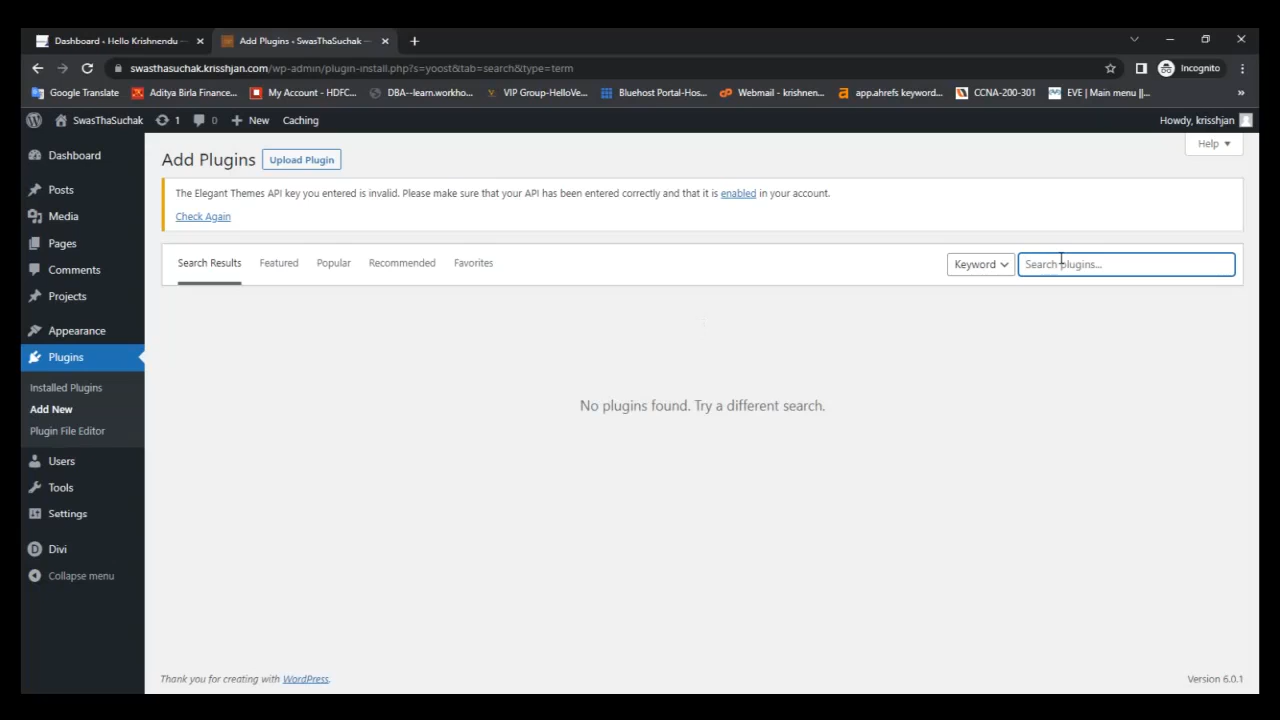 Dashboard ‹ Hello Krishnendu —
Add Plugins ‹ SwasThaSuchak —
swasthasuchak.krisshjan.com/wp-admin/plugin-install.php?s=yoost&tab=search&type=term
Incognito
Google Translate
Aditya Birla Finance...
My Account - HDFC...
DBA--learn.workho...
VIP Group-HelloVe...
Bluehost Portal-Hos...
Webmail - krishnen...
app.ahrefs keyword...
CCNA-200-301
EVE | Main menu ||...
»
SwasThaSuchak
1
0
New
Caching
Howdy, krisshjan
Dashboard
Posts
Media
Pages
Comments
Projects
Appearance
Plugins
Installed Plugins
Add New
Plugin File Editor
Users
Tools
Settings
Divi
Collapse menu
Help
Add Plugins
Upload Plugin
The Elegant Themes API key you entered is invalid. Please make sure that your API has been entered correctly and that it is enabled in your account.
Check Again
Search Results
Featured
Popular
Recommended
Favorites
Keyword
Search plugins...
No plugins found. Try a different search.
Thank you for creating with WordPress.
Version 6.0.1